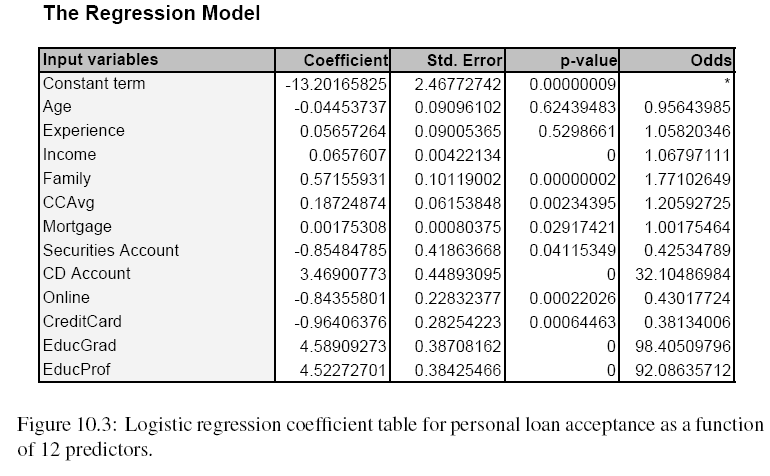 The Regression Model
Input variables Coefficient Std. Error p-value Odds
Constant term -13.20165825 2.46772742 0.00000009 *
Age -0.04453737 0.09096102 0.62439483 0.95643985
Experience 0.05657264 0.09005365 0.5298661 1.05820346
Income 0.0657607 0.00422134 0 1.06797111
Family 0.57155931 0.10119002 0.00000002 1.77102649
CCAvg 0.18724874 0.06153848 0.00234395 1.20592725
Mortgage 0.00175308 0.00080375 0.02917421 1.00175464
Securities Account -0.85484785 0.41863668 0.04115349 0.42534789
CD Account 3.46900773 0.44893095 0 32.10486984
Online -0.84355801 0.22832377 0.00022026 0.43017724
CreditCard -0.96406376 0.28254223 0.00064463 0.38134006
EducGrad 4.58909273 0.38708162 0 98.40509796
EducProf 4.52272701 0.38425466 0 92.08635712
Figure 10.3: Logistic regression coefficient table for personal loan acceptance as a function
of 12 predictors.